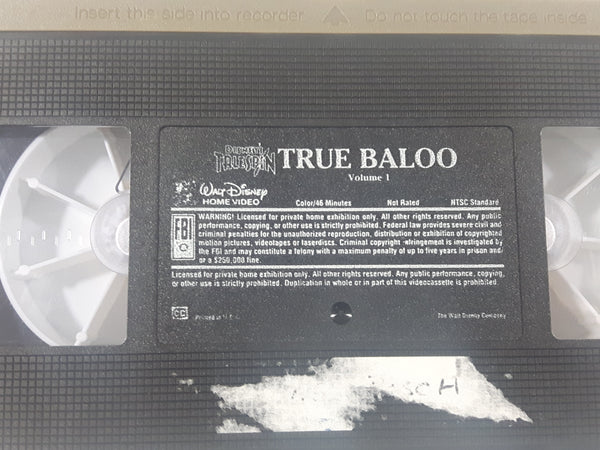 Insert this side into recorder Do not touch the tape inside
Disney's
TALESPIN TRUE BALOO
Volume 1
WALT DISNEY
HOME VIDEO Color/46 Minutes Not Rated NTSC Standard
FBI WARNING! Licensed for private home exhibition only. All other rights reserved. Any public
performance, copying, or other use is strictly prohibited. Federal law provides severe civil and
criminal penalties for the unauthorized reproduction, distribution or exhibition of copyrighted
motion pictures, videotapes or laserdiscs. Criminal copyright infringement is investigated by
the FBI and may constitute a felony with a maximum penalty of up to five years in prison and/
or a $250,000 fine.
Licensed for private home exhibition only. All other rights reserved. Any public performance, copying,
or other use is strictly prohibited. Duplication in whole or in part of this videocassette is prohibited.
CC Printed in U.S.A. The Walt Disney Company